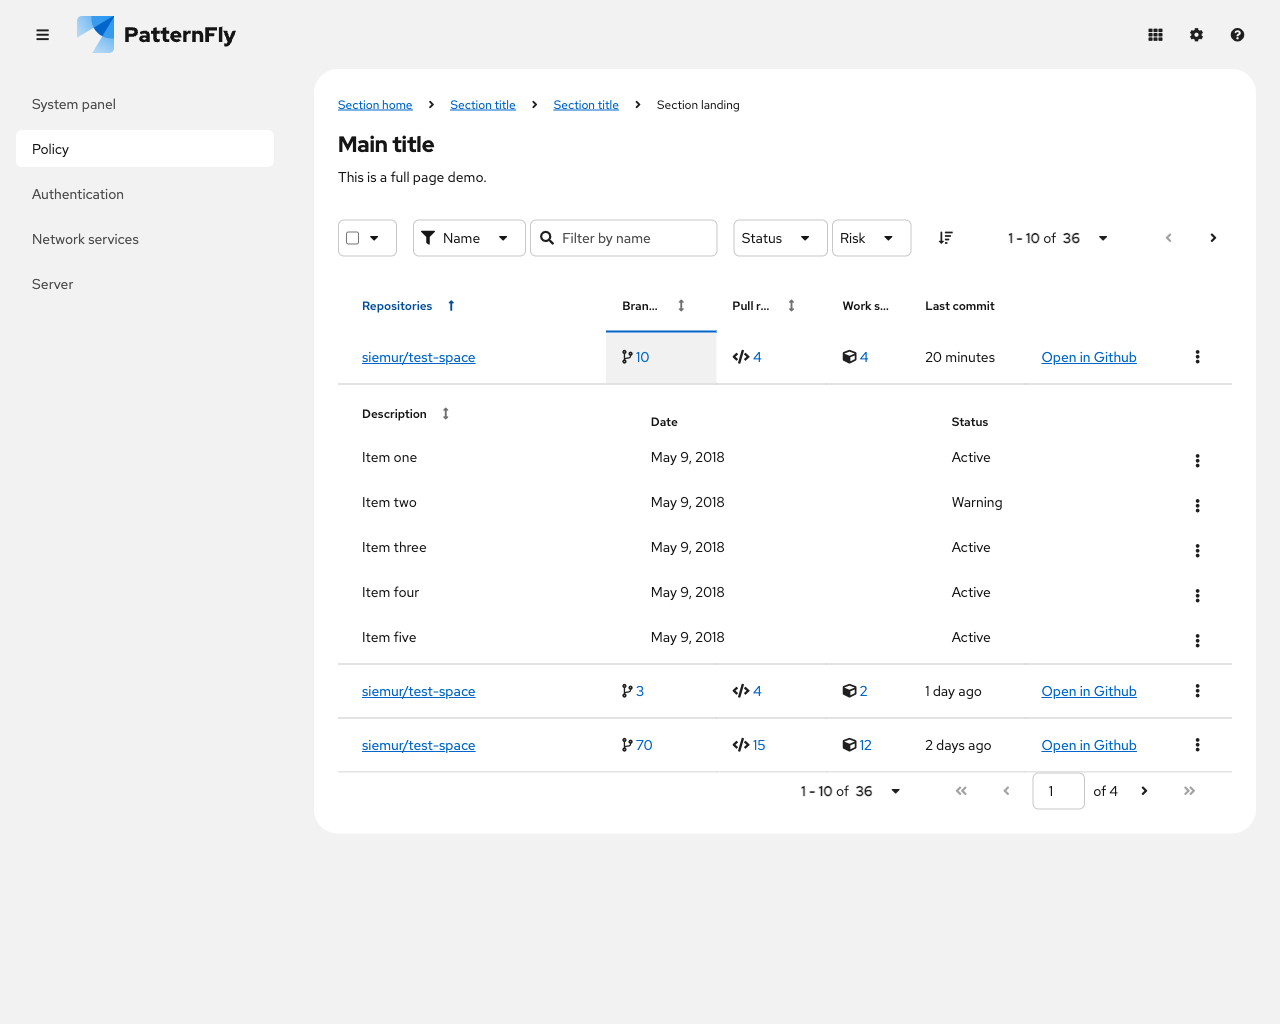 PatternFly
System panel
Policy
Authentication
Network services
Server
Section home Section title Section title Section landing
Main title
This is a full page demo.
Name Filter by name Status Risk 1 - 10 of 36
Repositories Bran... Pull r... Work s... Last commit
siemur/test-space 10 4 4 20 minutes Open in Github
Description Date Status
Item one May 9, 2018 Active
Item two May 9, 2018 Warning
Item three May 9, 2018 Active
Item four May 9, 2018 Active
Item five May 9, 2018 Active
siemur/test-space 3 4 2 1 day ago Open in Github
siemur/test-space 70 15 12 2 days ago Open in Github
1 - 10 of 36 1 of 4